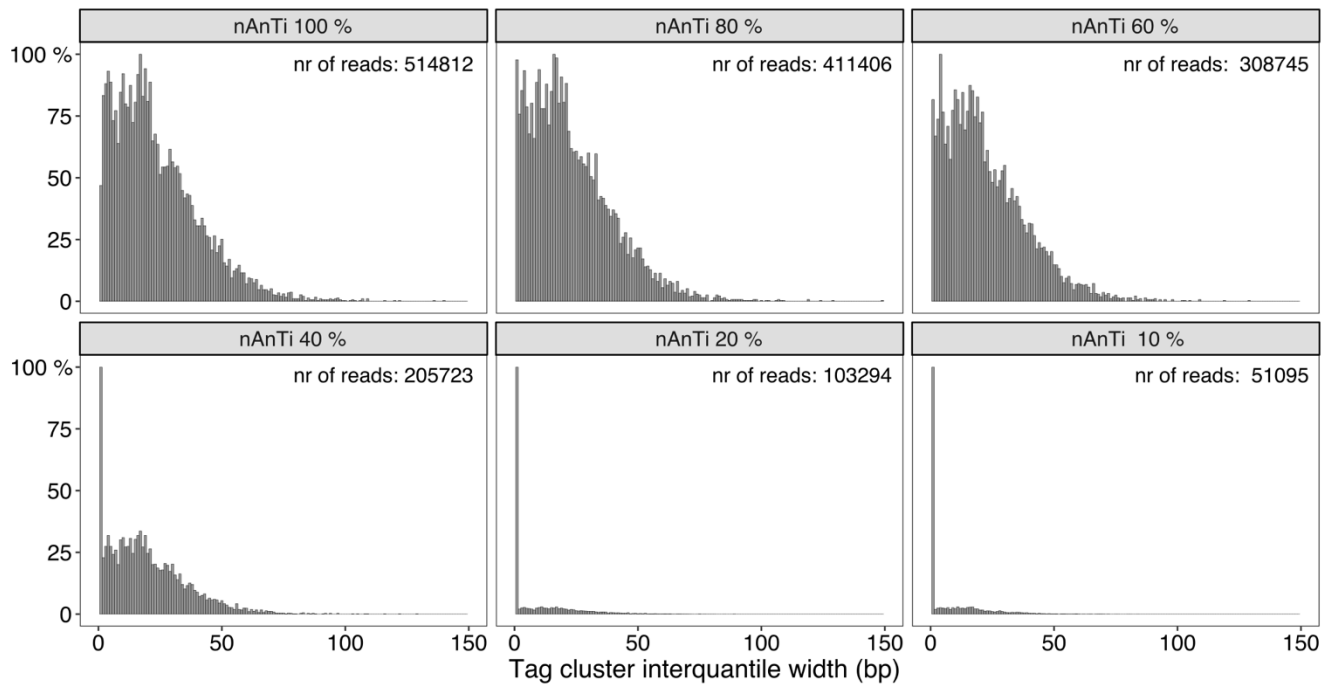 nAnTi 100 %
nAnTi 80 %
nAnTi 60 %
100 %
75
50
25
0
nr of reads: 514812
nr of reads: 411406
nr of reads: 308745
nAnTi 40 %
nAnTi 20 %
nAnTi 10 %
100 %
75
50
25
0
nr of reads: 205723
nr of reads: 103294
nr of reads: 51095
0 50 100 150
0 50 100 150
0 50 100 150
Tag cluster interquantile width (bp)